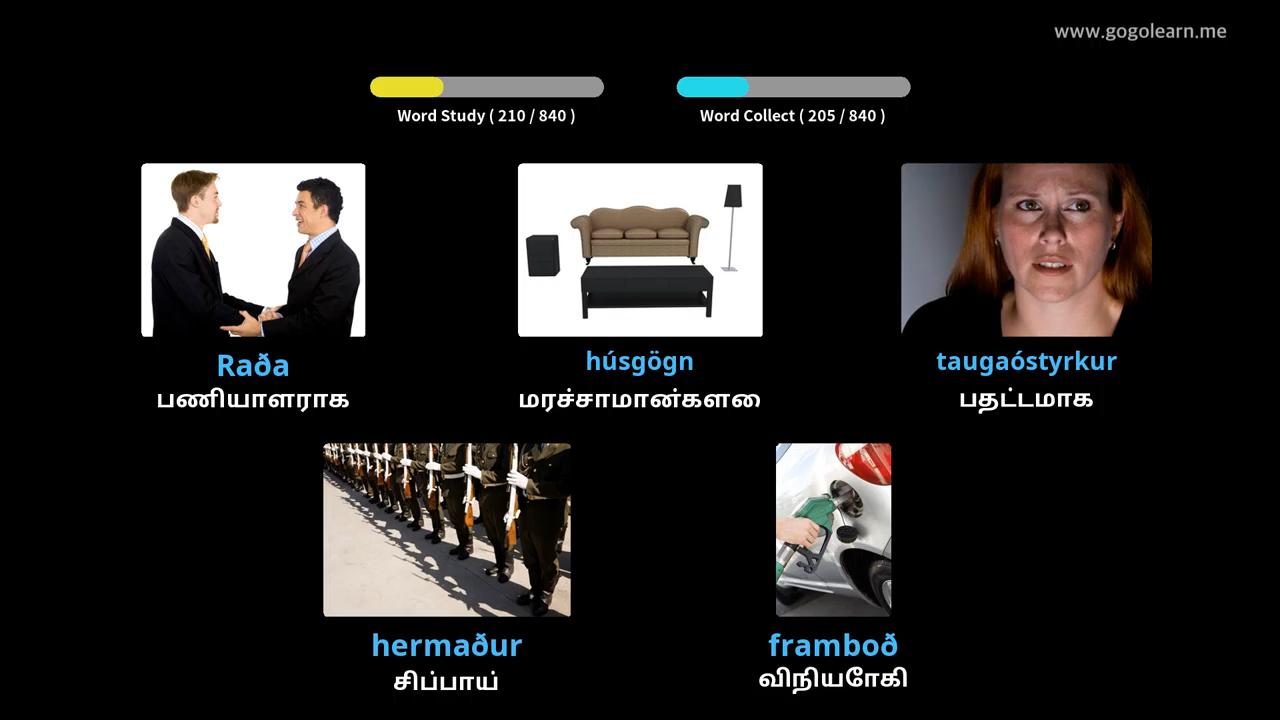 www.gogolearn.me
Word Study ( 210 / 840 )
Word Collect ( 205 / 840 )
Raða
பணியாளராக
húsgögn
மரச்சாமான்களை
taugaóstyrkur
பதட்டமாக
hermaður
சிப்பாய்
framboð
விநியோகி